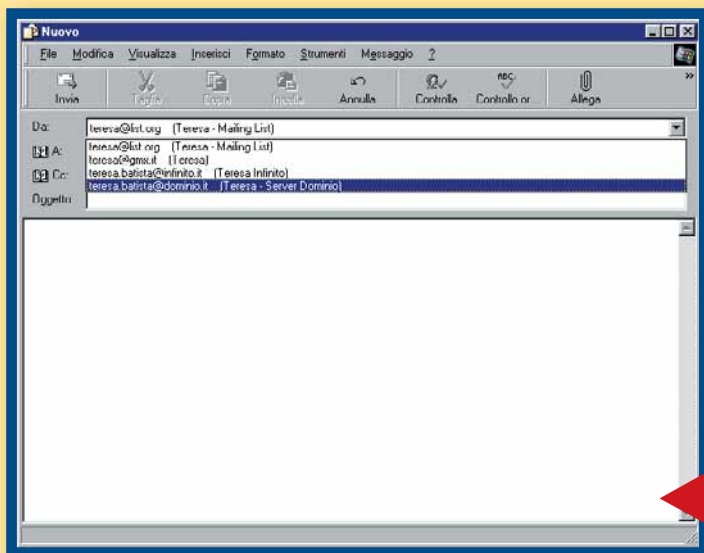 Nuovo
File Modifica Visualizza Inserisci Formato Strumenti Messaggio ?
Invia Taglia Copia Incolla Annulla Controlla Controllo or... Allega »
Da: teresa@list.org (Teresa - Mailing List)
A: teresa@list.org (Teresa - Mailing List)
teresa@gmx.it (Teresa)
Cc: teresa.batista@infinito.it (Teresa Infinito)
teresa.batista@dominio.it (Teresa - Server Dominio)
Oggetto: